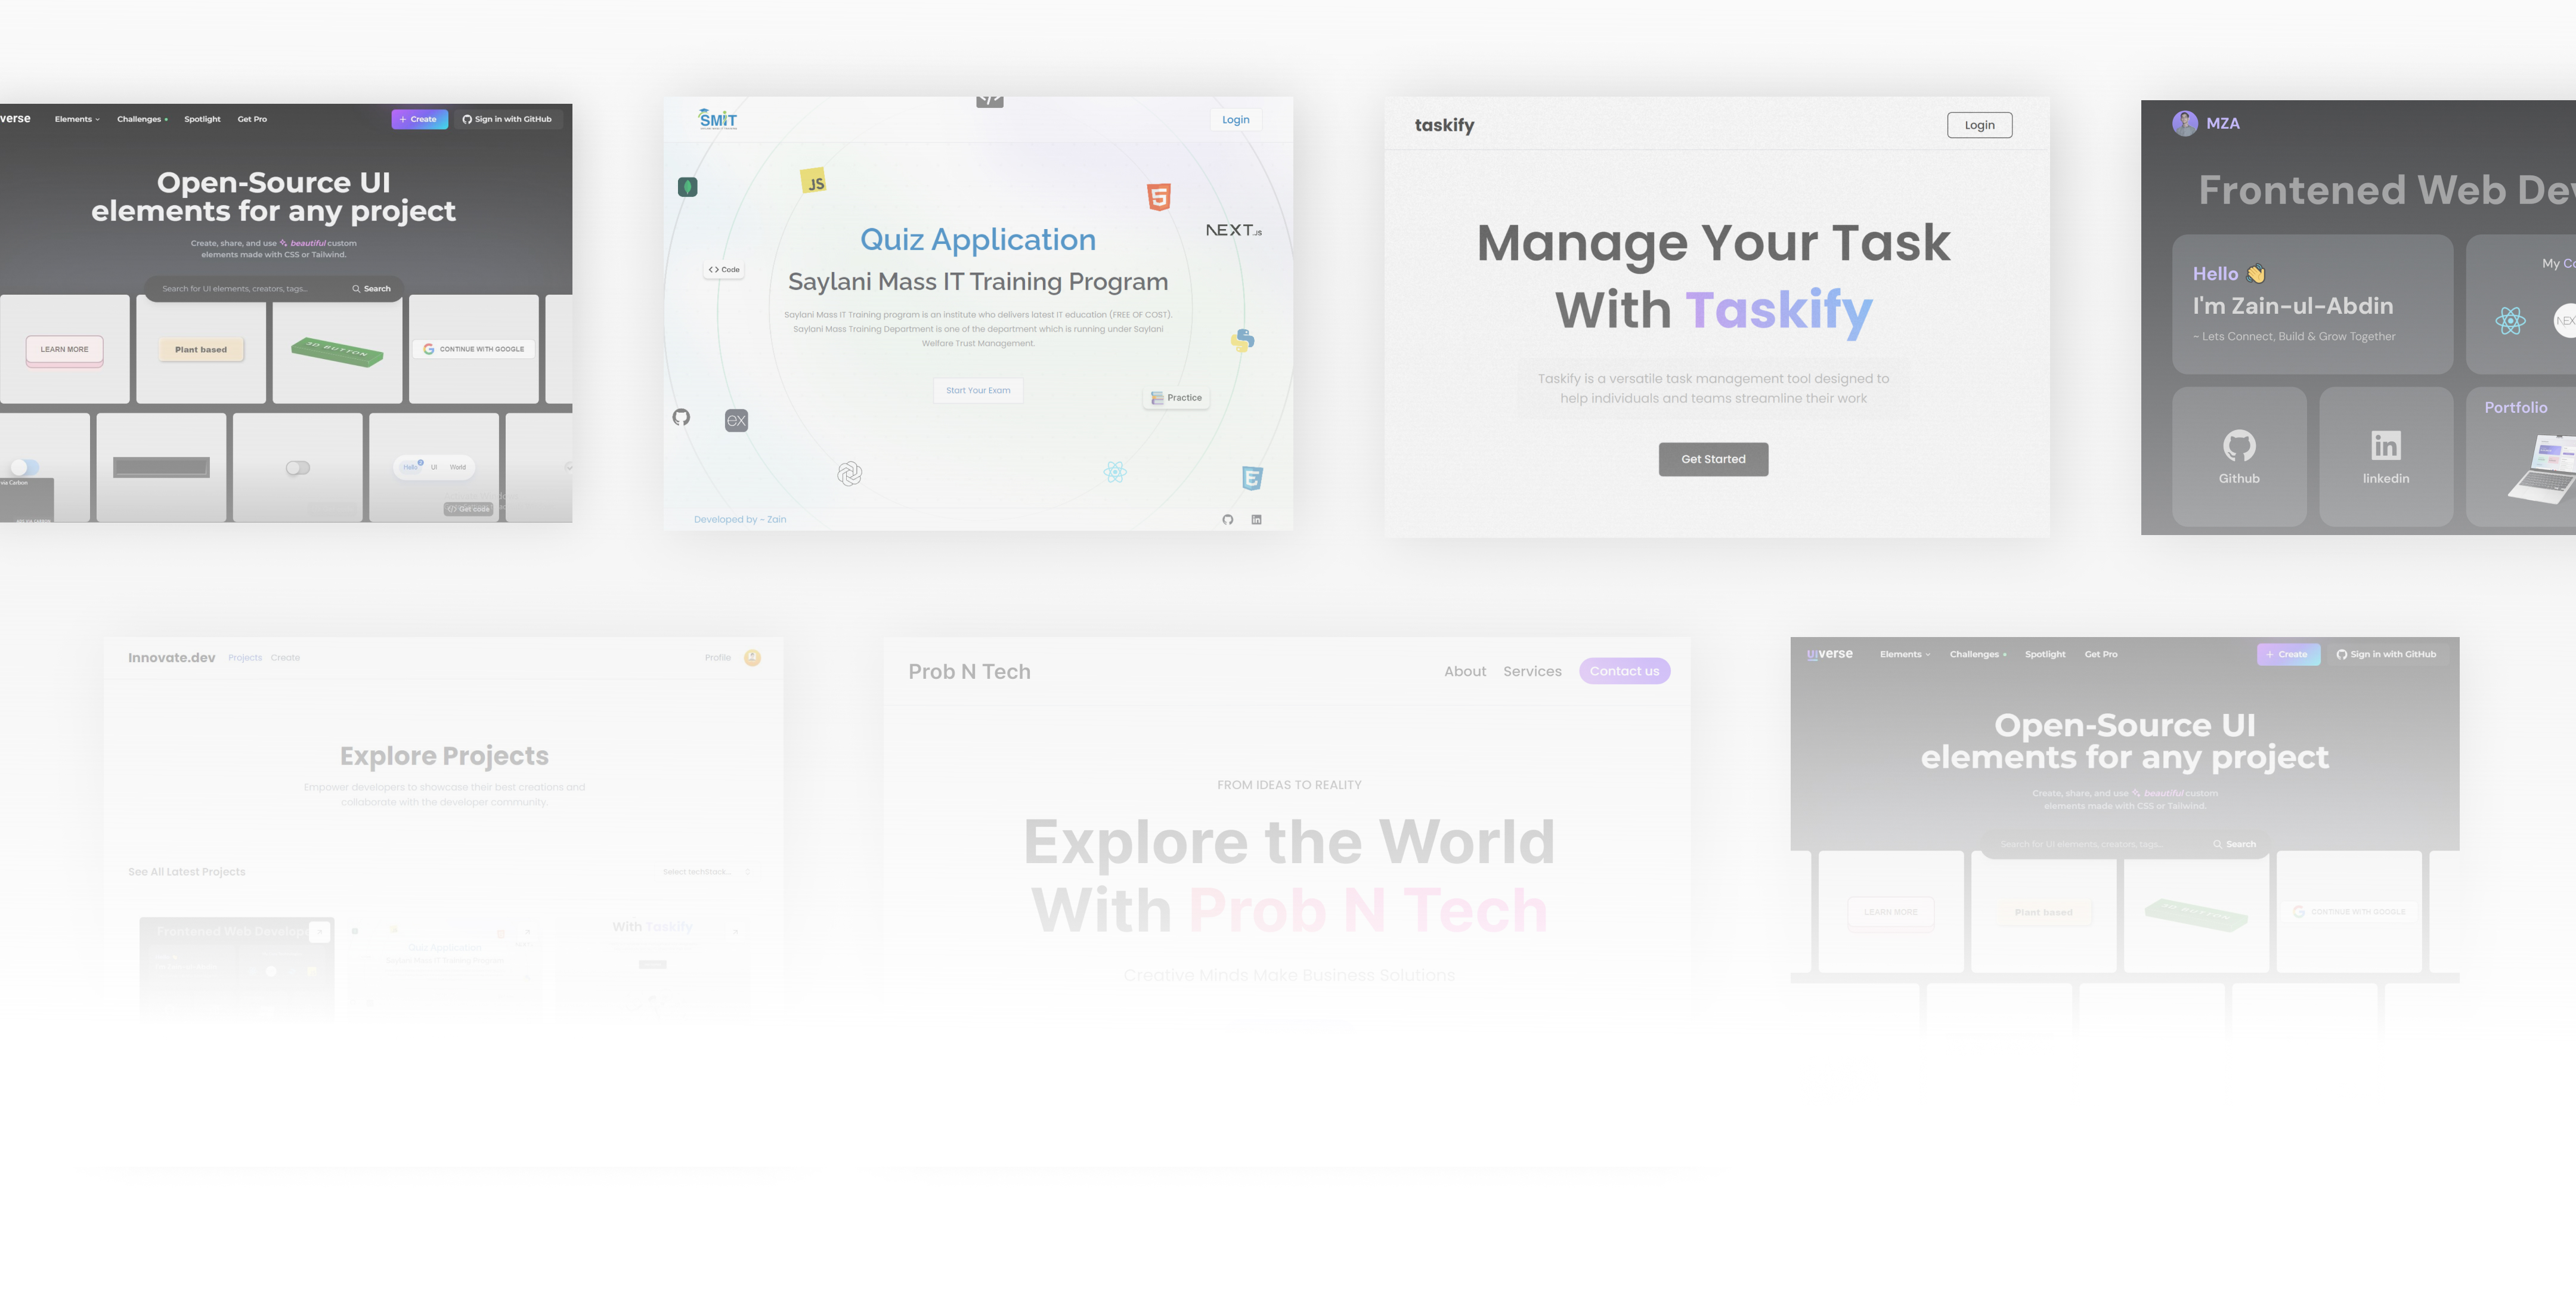 verse
Elements
Challenges
Spotlight
Get Pro
+ Create
Sign in with GitHub
Open-Source UI
elements for any project
Create, share, and use beautiful custom
elements made with CSS or Tailwind.
Search for UI elements, creators, tags...
Search
LEARN MORE
Plant based
3D BUTTON
CONTINUE WITH GOOGLE
Hello
UI
World
via Carbon
Get code
SMIT
Login
JS
NEXT.JS
Code
Quiz Application
Saylani Mass IT Training Program
Saylani Mass IT Training program is an institute who delivers latest IT education (FREE OF COST).
Saylani Mass Training Department is one of the department which is running under Saylani
Welfare Trust Management.
Start Your Exam
Practice
ex
Developed by ~ Zain
taskify
Login
Manage Your Task
With Taskify
Taskify is a versatile task management tool designed to
help individuals and teams streamline their work
Get Started
MZA
Frontened Web Dev
Hello 👋
I'm Zain-ul-Abdin
~ Lets Connect, Build & Grow Together
My
Github
linkedin
Portfolio
Innovate.dev
Projects
Create
Profile
Explore Projects
Empower developers to showcase their best creations and
collaborate with the developer community.
See All Latest Projects
Select techStack...
Frontened Web Develope
Quiz Application
Saylani Mass IT Training Program
With Taskify
Prob N Tech
About
Services
Contact us
FROM IDEAS TO REALITY
Explore the World
With Prob N Tech
Creative Minds Make Business Solutions
uiverse
Elements
Challenges
Spotlight
Get Pro
+ Create
Sign in with GitHub
Open-Source UI
elements for any project
Create, share, and use beautiful custom
elements made with CSS or Tailwind.
Search for UI elements, creators, tags...
Search
LEARN MORE
Plant based
3D BUTTON
CONTINUE WITH GOOGLE